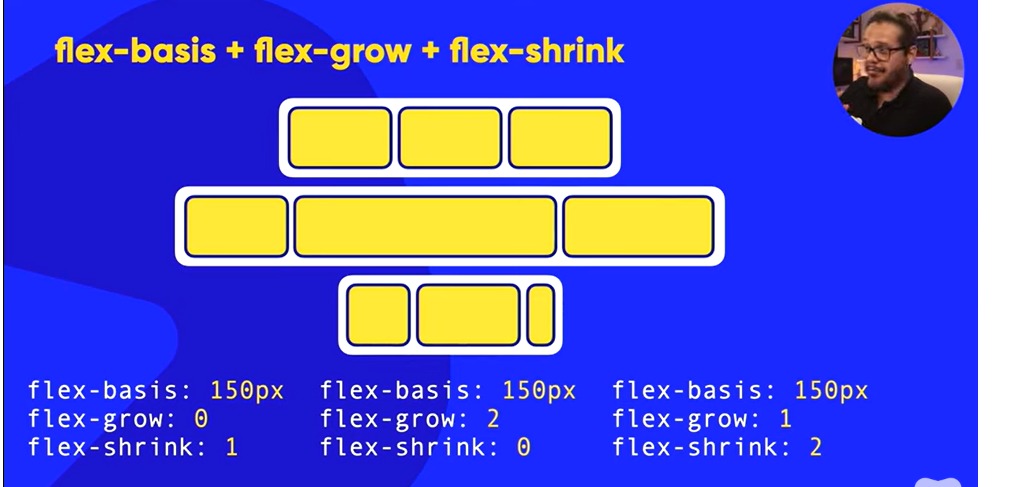 flex-basis + flex-grow + flex-shrink
flex-basis: 150px
flex-grow: 0
flex-shrink: 1
flex-basis: 150px
flex-grow: 2
flex-shrink: 0
flex-basis: 150px
flex-grow: 1
flex-shrink: 2